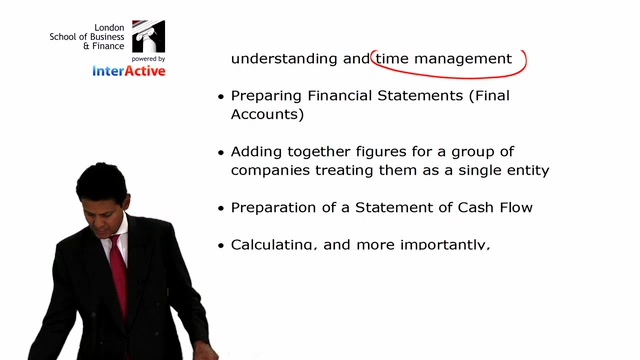 London
School of Business
& Finance
powered by
InterActive
understanding and time management
• Preparing Financial Statements (Final
Accounts)
• Adding together figures for a group of
companies treating them as a single entity
• Preparation of a Statement of Cash Flow
• Calculating, and more importantly,